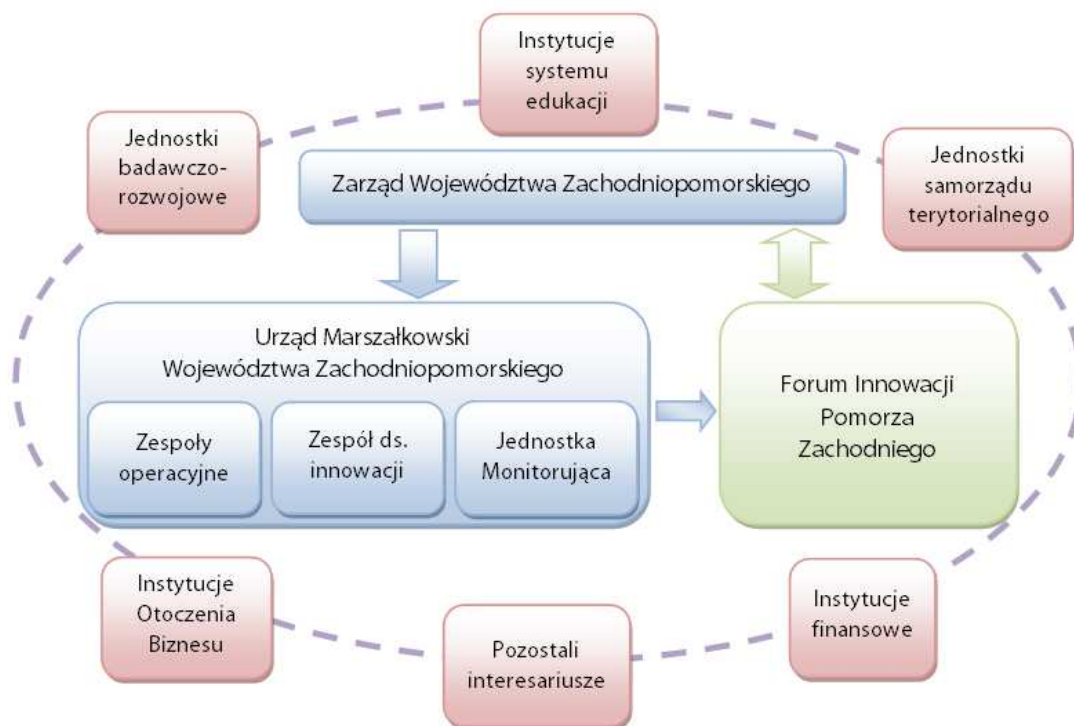 Instytucje
systemu
edukacji
Jednostki
badawczo-
rozwojowe
Zarząd Województwa Zachodniopomorskiego
Jednostki
samorządu
terytorialnego
Urząd Marszałkowski
Województwa Zachodniopomorskiego
Zespoły
operacyjne
Zespół ds.
innowacji
Jednostka
Monitorująca
Forum Innowacji
Pomorza
Zachodniego
Instytucje
Otoczenia
Biznesu
Pozostali
interesariusze
Instytucje
finansowe